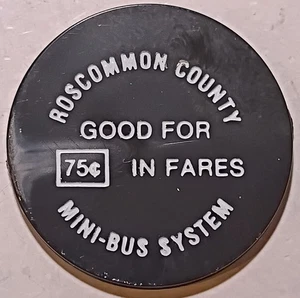 ROSCOMMON COUNTY
GOOD FOR
75¢ IN FARES
MINI-BUS SYSTEM